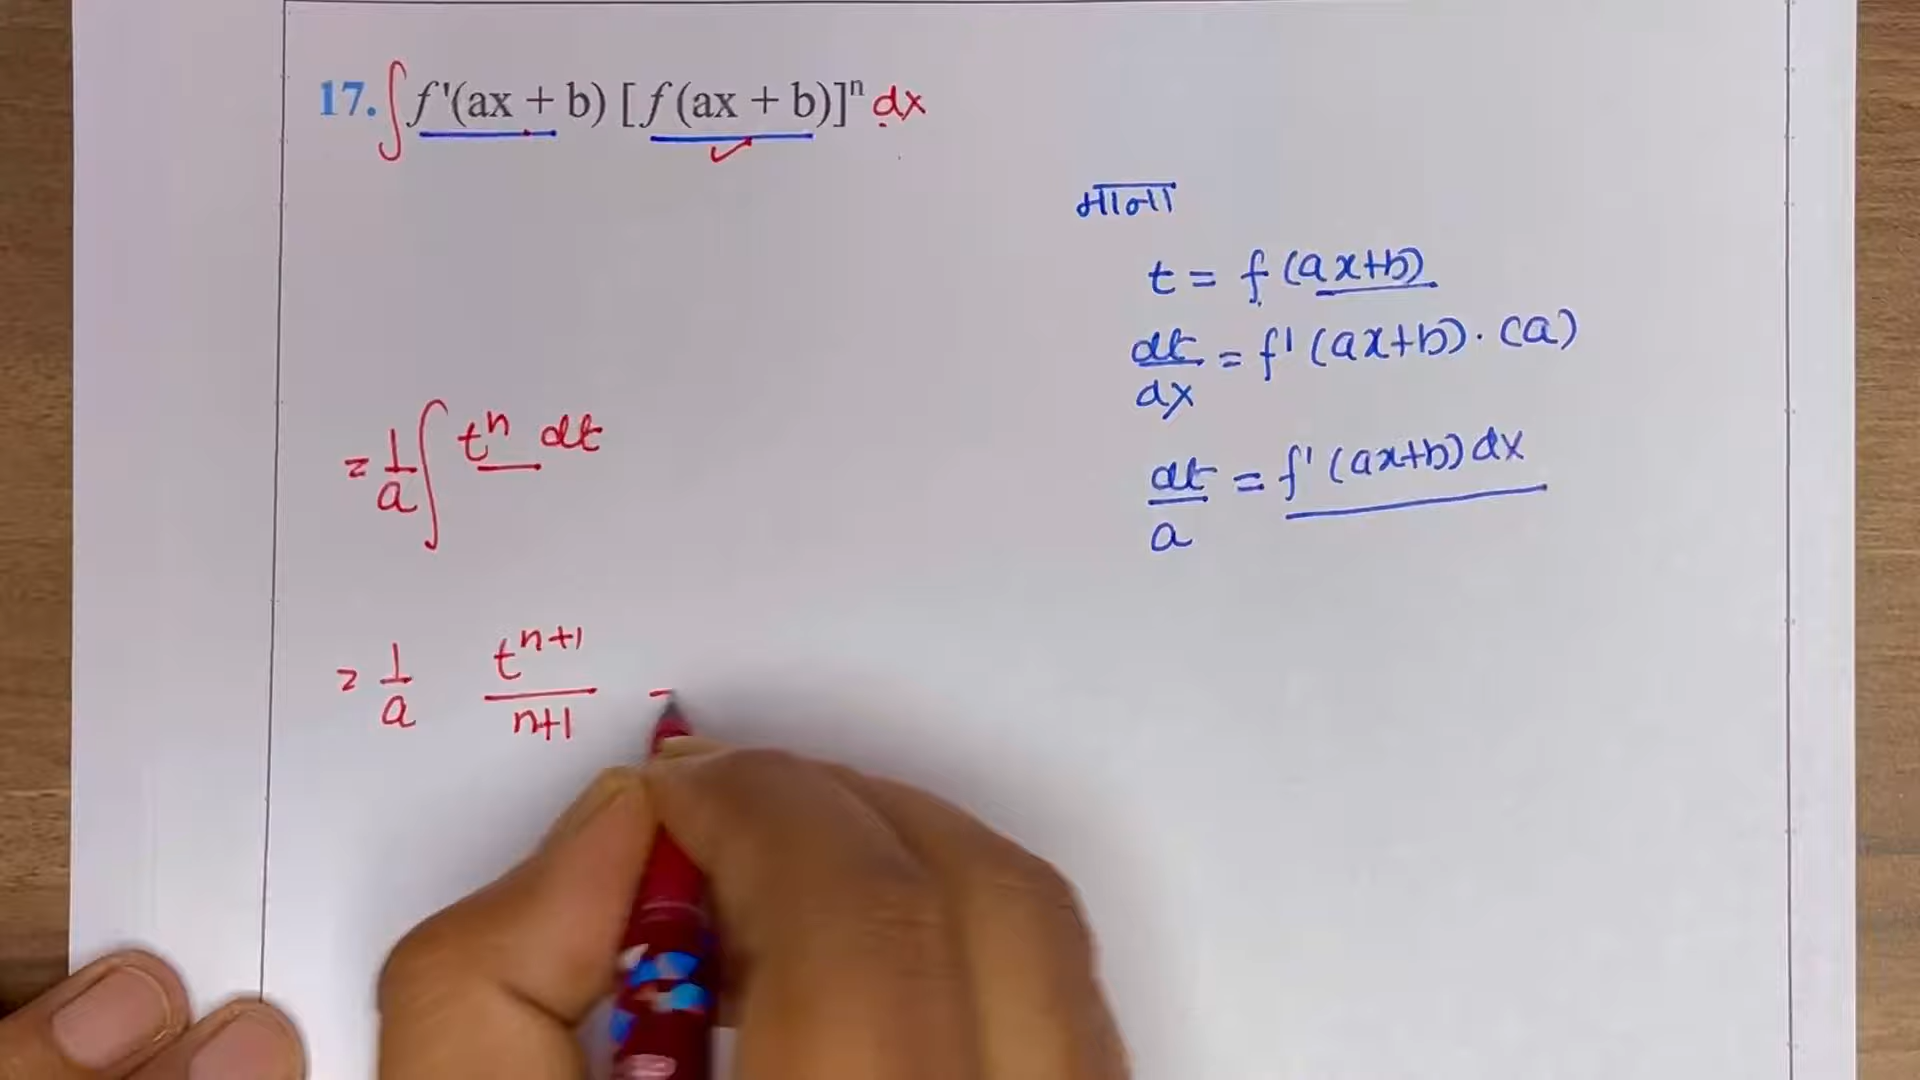 17. ∫ f'(ax + b) [f(ax + b)]ⁿ dx
माना
t = f(ax+b)
dt/dx = f'(ax+b)·(a)
dt/a = f'(ax+b)dx
= 1/a ∫ tⁿ dt
= 1/a tⁿ⁺¹/n+1